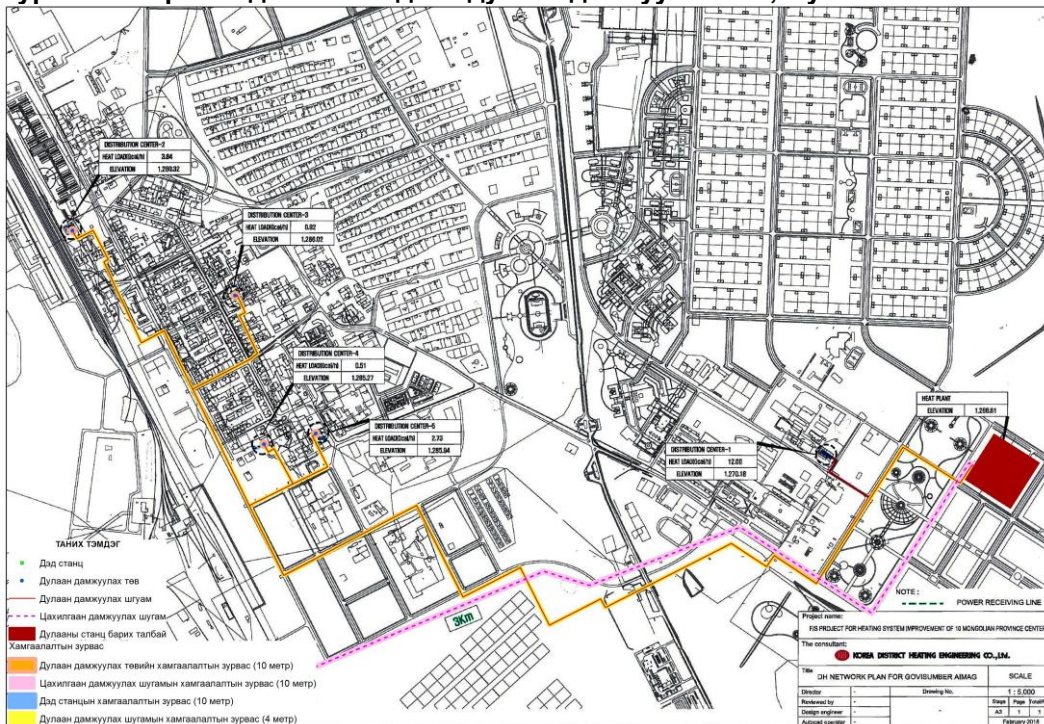 DISTRIBUTION CENTER-2
HEAT LOAD(Gcal/h) 3.84
ELEVATION 1,290.32
DISTRIBUTION CENTER-3
HEAT LOAD(Gcal/h) 0.92
ELEVATION 1,286.02
DISTRIBUTION CENTER-4
HEAT LOAD(Gcal/h) 0.51
ELEVATION 1,285.27
DISTRIBUTION CENTER-5
HEAT LOAD(Gcal/h) 2.73
ELEVATION 1,285.94
DISTRIBUTION CENTER-1
HEAT LOAD(Gcal/h)
ELEVATION 1,270.18
HEAT PLANT
ELEVATION
3Km
ТАНИХ ТЭМДЭГ
Дэд станц
Дулаан дамжуулах төв
Дулаан дамжуулах шгуам
Цахилгаан дамжуулах шугам
Дулааны станц барих талбай
Хамгаалалтын зурвас
Дулаан дамжуулах төвийн хамгаалалтын зурвас (10 метр)
Цахилгаан дамжуулах шугамын хамгаалалтын зурвас (10 метр)
Дэд станцын хамгаалалтын зурвас (10 метр)
Дулаан дамжуулах шугамын хамгаалалтын зурвас (4 метр)
NOTE :
POWER RECEIVING LINE
Project name:
F/S PROJECT FOR HEATING SYSTEM IMPROVEMENT OF 10 MONGOLIAN PROVINCE CENTER
The consultant:
KOREA DISTRICT HEATING ENGINEERING CO., Ltd.
Title DH NETWORK PLAN FOR GOVISUMBER AIMAG SCALE
1 : 5,000
Director - Drawing No.
Reviewed by - Stage Page Total
Design engineer - - A3 1 1
Autocad operator - February 2018